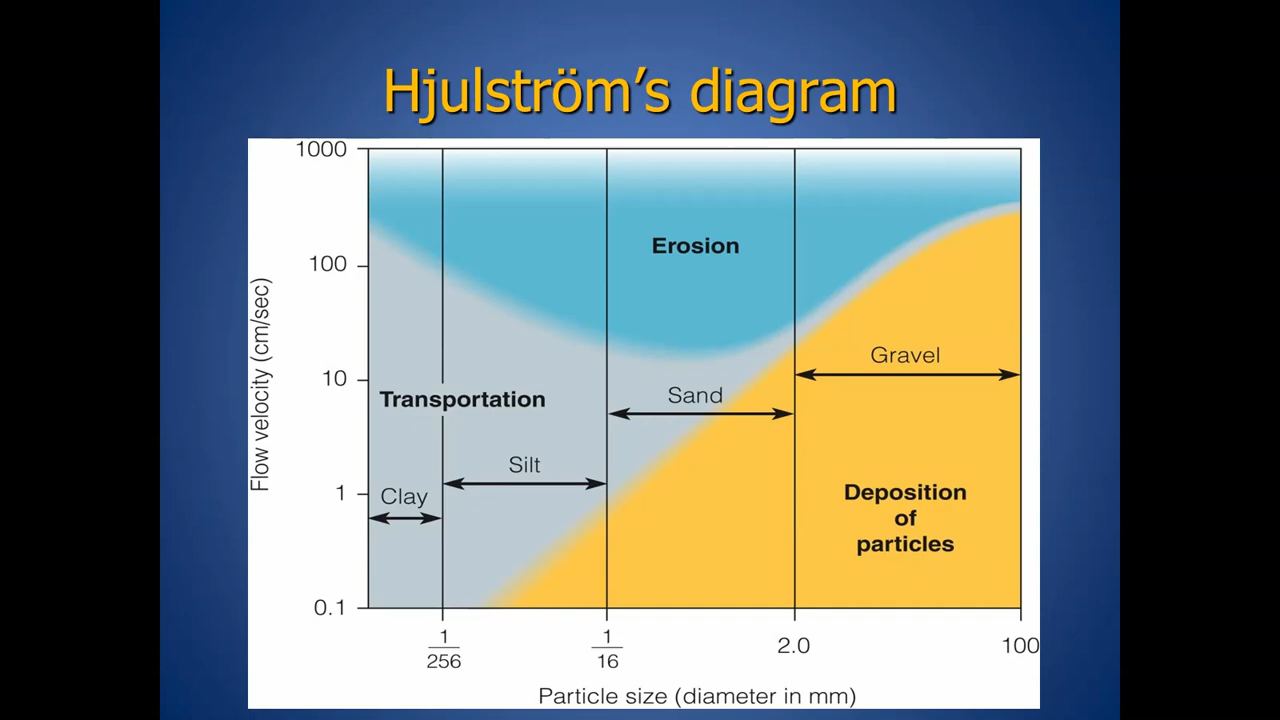 Hjulström’s diagram
1000
100
10
1
0.1
Flow velocity (cm/sec)
Erosion
Gravel
Transportation
Sand
Silt
Clay
Deposition
of
particles
1
256
1
16
2.0
100
Particle size (diameter in mm)